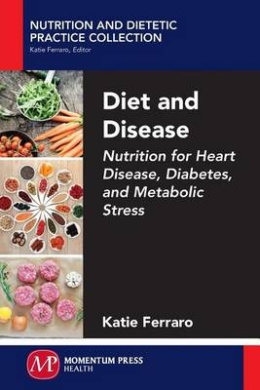 NUTRITION AND DIETETIC
PRACTICE COLLECTION
Katie Ferraro, Editor
Diet and
Disease
Nutrition for Heart
Disease, Diabetes,
and Metabolic
Stress
Katie Ferraro
MOMENTUM PRESS
HEALTH